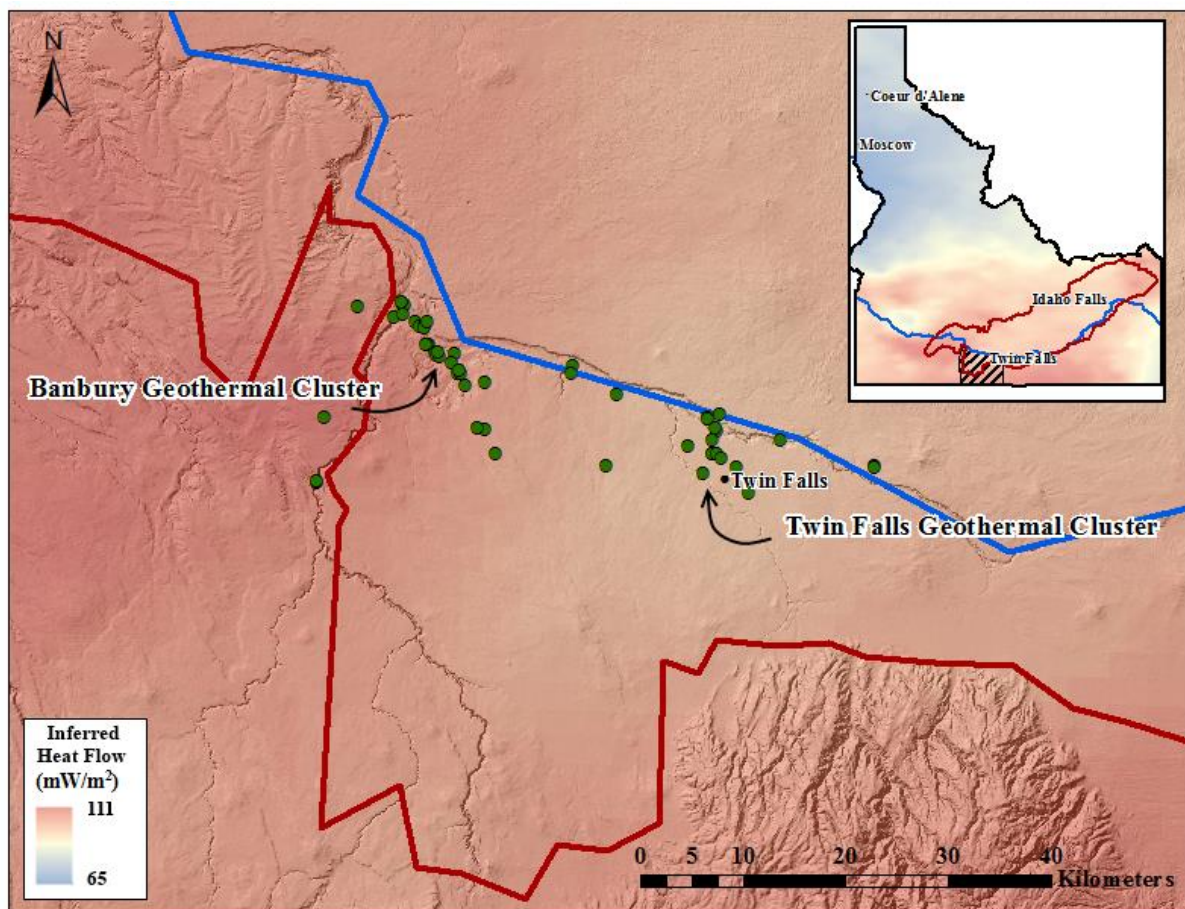 N
Coeur d'Alene
Moscow
Idaho Falls
Twin Falls
Banbury Geothermal Cluster
Twin Falls
Twin Falls Geothermal Cluster
Inferred
Heat Flow
(mW/m²)
111
65
0 5 10 20 30 40
Kilometers